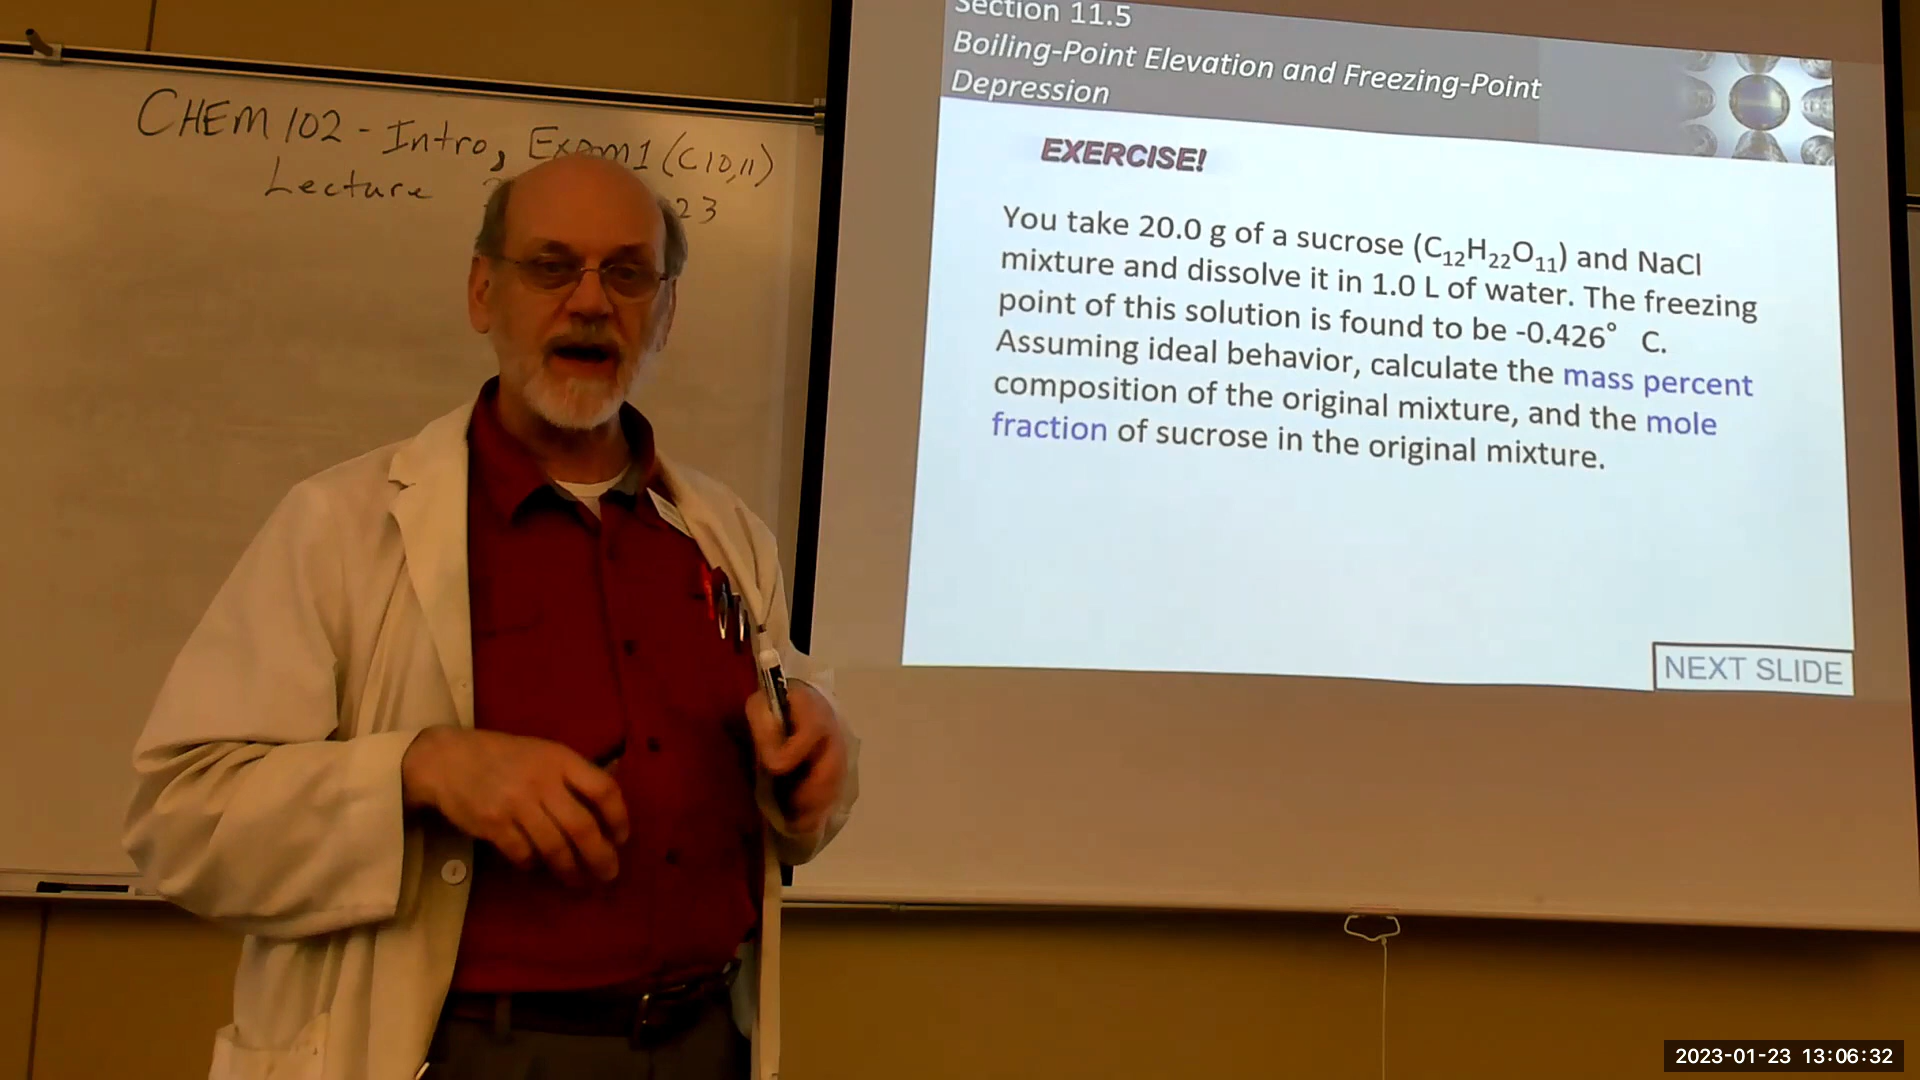 CHEM 102 - Intro, Exam 1 (C10,11)
Lecture
23
Section 11.5
Boiling-Point Elevation and Freezing-Point
Depression
EXERCISE!
You take 20.0 g of a sucrose (C₁₂H₂₂O₁₁) and NaCl
mixture and dissolve it in 1.0 L of water. The freezing
point of this solution is found to be -0.426° C.
Assuming ideal behavior, calculate the mass percent
composition of the original mixture, and the mole
fraction of sucrose in the original mixture.
NEXT SLIDE
2023-01-23 13:06:32